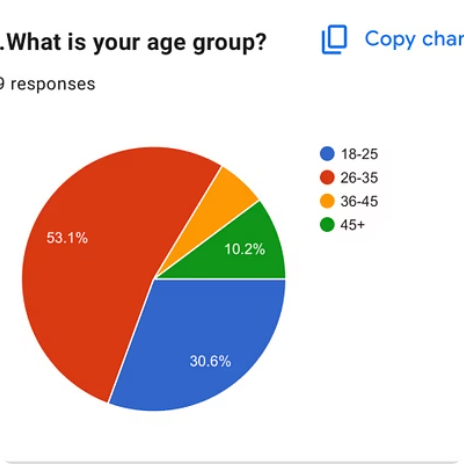 .What is your age group?
Copy char
9 responses
18-25
26-35
36-45
45+
53.1%
10.2%
30.6%